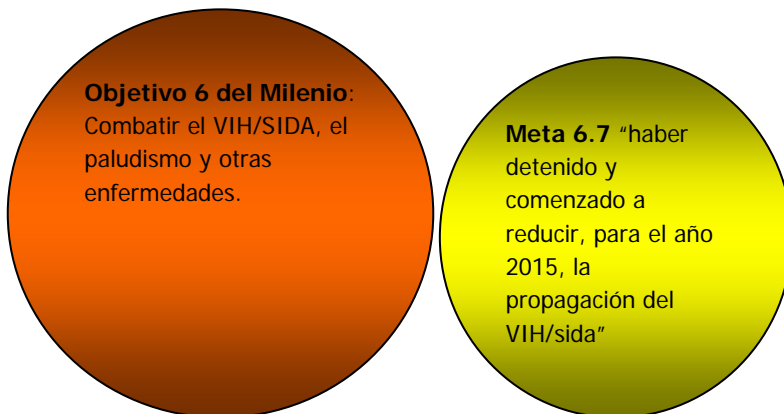 Objetivo 6 del Milenio:
Combatir el VIH/SIDA, el
paludismo y otras
enfermedades.
Meta 6.7 “haber
detenido y
comenzado a
reducir, para el año
2015, la
propagación del
VIH/sida”